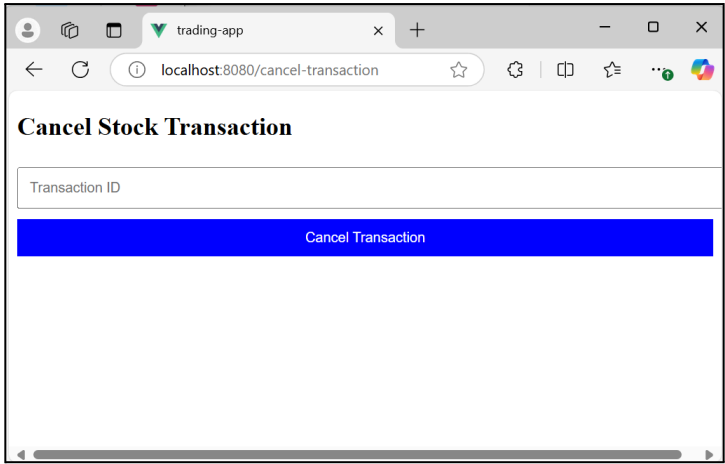 trading-app
localhost:8080/cancel-transaction
Cancel Stock Transaction
Transaction ID
Cancel Transaction